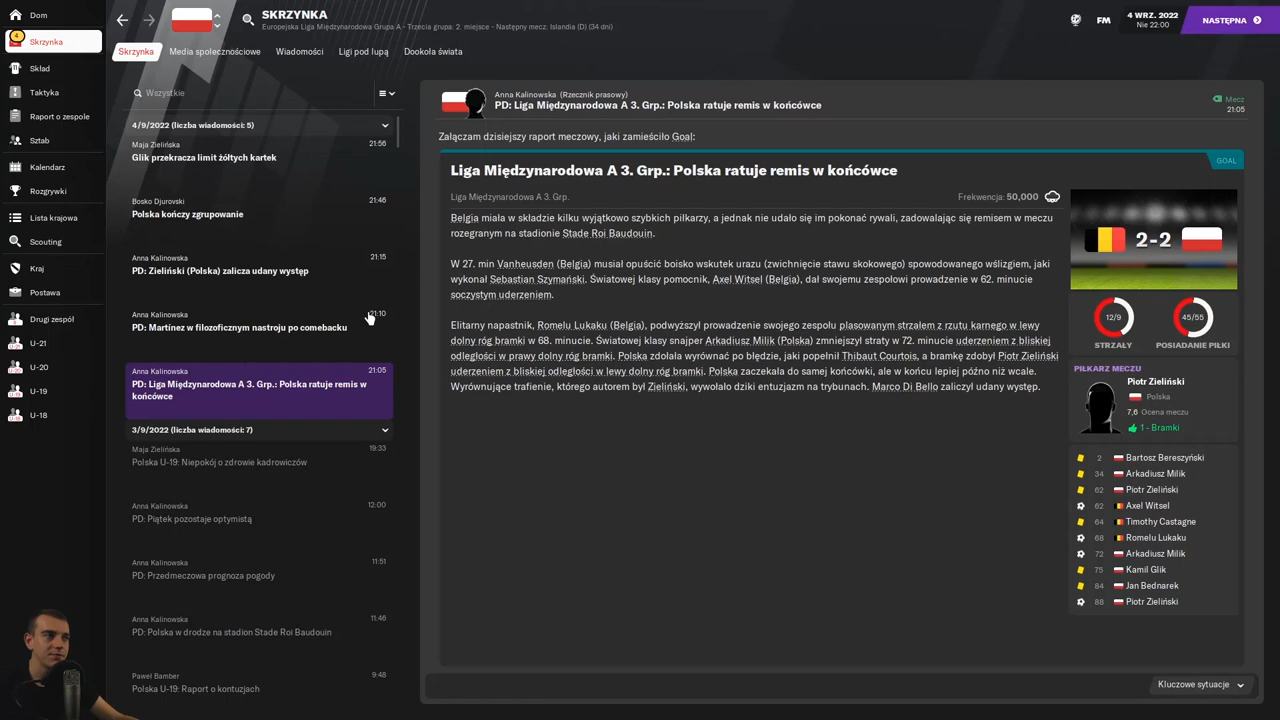 Dom
4
Skrzynka
Skład
Taktyka
Raport o zespole
Sztab
Kalendarz
Rozgrywki
Lista krajowa
Scouting
Kraj
Postawa
Drugi zespół
U-21
U-20
U-19
U-18
SKRZYNKA
Europejska Liga Międzynarodowa Grupa A - Trzecia grupa: 2. miejsce - Następny mecz: Islandia (D) (34 dni)
FM
4 WRZ. 2022
Nie 22:00
NASTĘPNA
Skrzynka
Media społecznościowe
Wiadomości
Ligi pod lupą
Dookoła świata
Wszystkie
4/9/2022 (liczba wiadomości: 5)
Maja Zielińska 21:56
Glik przekracza limit żółtych kartek
Bosko Djurovski 21:46
Polska kończy zgrupowanie
Anna Kalinowska 21:15
PD: Zieliński (Polska) zalicza udany występ
Anna Kalinowska 21:10
PD: Martínez w filozoficznym nastroju po comebacku
Anna Kalinowska 21:05
PD: Liga Międzynarodowa A 3. Grp.: Polska ratuje remis w
końcówce
3/9/2022 (liczba wiadomości: 7)
Maja Zielińska 19:33
Polska U-19: Niepokój o zdrowie kadrowiczów
Anna Kalinowska 12:00
PD: Piątek pozostaje optymistą
Anna Kalinowska 11:51
PD: Przedmeczowa prognoza pogody
Anna Kalinowska 11:46
PD: Polska w drodze na stadion Stade Roi Baudouin
Paweł Bamber 9:48
Polska U-19: Raport o kontuzjach
Anna Kalinowska (Rzecznik prasowy)
PD: Liga Międzynarodowa A 3. Grp.: Polska ratuje remis w końcówce
Mecz
21:05
Załączam dzisiejszy raport meczowy, jaki zamieściło Goal:
GOAL
Liga Międzynarodowa A 3. Grp.: Polska ratuje remis w końcówce
Liga Międzynarodowa A 3. Grp.
Frekwencja: 50,000
Belgia miała w składzie kilku wyjątkowo szybkich piłkarzy, a jednak nie udało się im pokonać rywali, zadowalając się remisem w meczu
rozegranym na stadionie Stade Roi Baudouin.
W 27. min Vanheusden (Belgia) musiał opuścić boisko wskutek urazu (zwichnięcie stawu skokowego) spowodowanego wślizgiem, jaki
wykonał Sebastian Szymański. Światowej klasy pomocnik, Axel Witsel (Belgia), dał swojemu zespołowi prowadzenie w 62. minucie
soczystym uderzeniem.
Elitarny napastnik, Romelu Lukaku (Belgia), podwyższył prowadzenie swojego zespołu plasowanym strzałem z rzutu karnego w lewy
dolny róg bramki w 68. minucie. Światowej klasy snajper Arkadiusz Milik (Polska) zmniejszył straty w 72. minucie uderzeniem z bliskiej
odległości w prawy dolny róg bramki. Polska zdołała wyrównać po błędzie, jaki popełnił Thibaut Courtois, a bramkę zdobył Piotr Zieliński
uderzeniem z bliskiej odległości w lewy dolny róg bramki. Polska zaczekała do samej końcówki, ale w końcu lepiej późno niż wcale.
Wyrównujące trafienie, którego autorem był Zieliński, wywołało dziki entuzjazm na trybunach. Marco Di Bello zaliczył udany występ.
2-2
12/9
45/55
STRZAŁY
POSIADANIE PIŁKI
PIŁKARZ MECZU
Piotr Zieliński
Polska
7,6 Ocena meczu
1 - Bramki
2 Bartosz Bereszyński
34 Arkadiusz Milik
62 Piotr Zieliński
62 Axel Witsel
64 Timothy Castagne
68 Romelu Lukaku
72 Arkadiusz Milik
75 Kamil Glik
84 Jan Bednarek
88 Piotr Zieliński
Kluczowe sytuacje